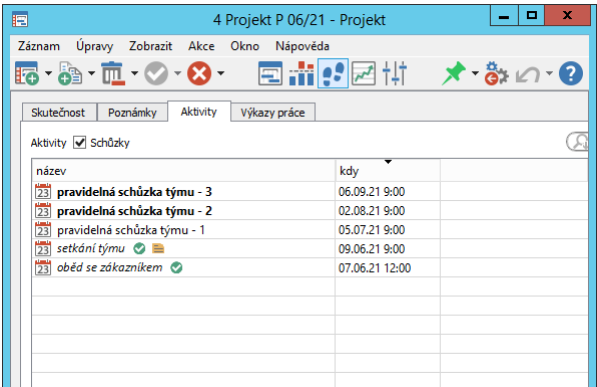 4 Projekt P 06/21 - Projekt
Záznam Úpravy Zobrazit Akce Okno Nápověda
Skutečnost Poznámky Aktivity Výkazy práce
Aktivity Schůzky
název kdy
23 pravidelná schůzka týmu - 3 06.09.21 9:00
23 pravidelná schůzka týmu - 2 02.08.21 9:00
23 pravidelná schůzka týmu - 1 05.07.21 9:00
23 setkání týmu 09.06.21 9:00
23 oběd se zákazníkem 07.06.21 12:00